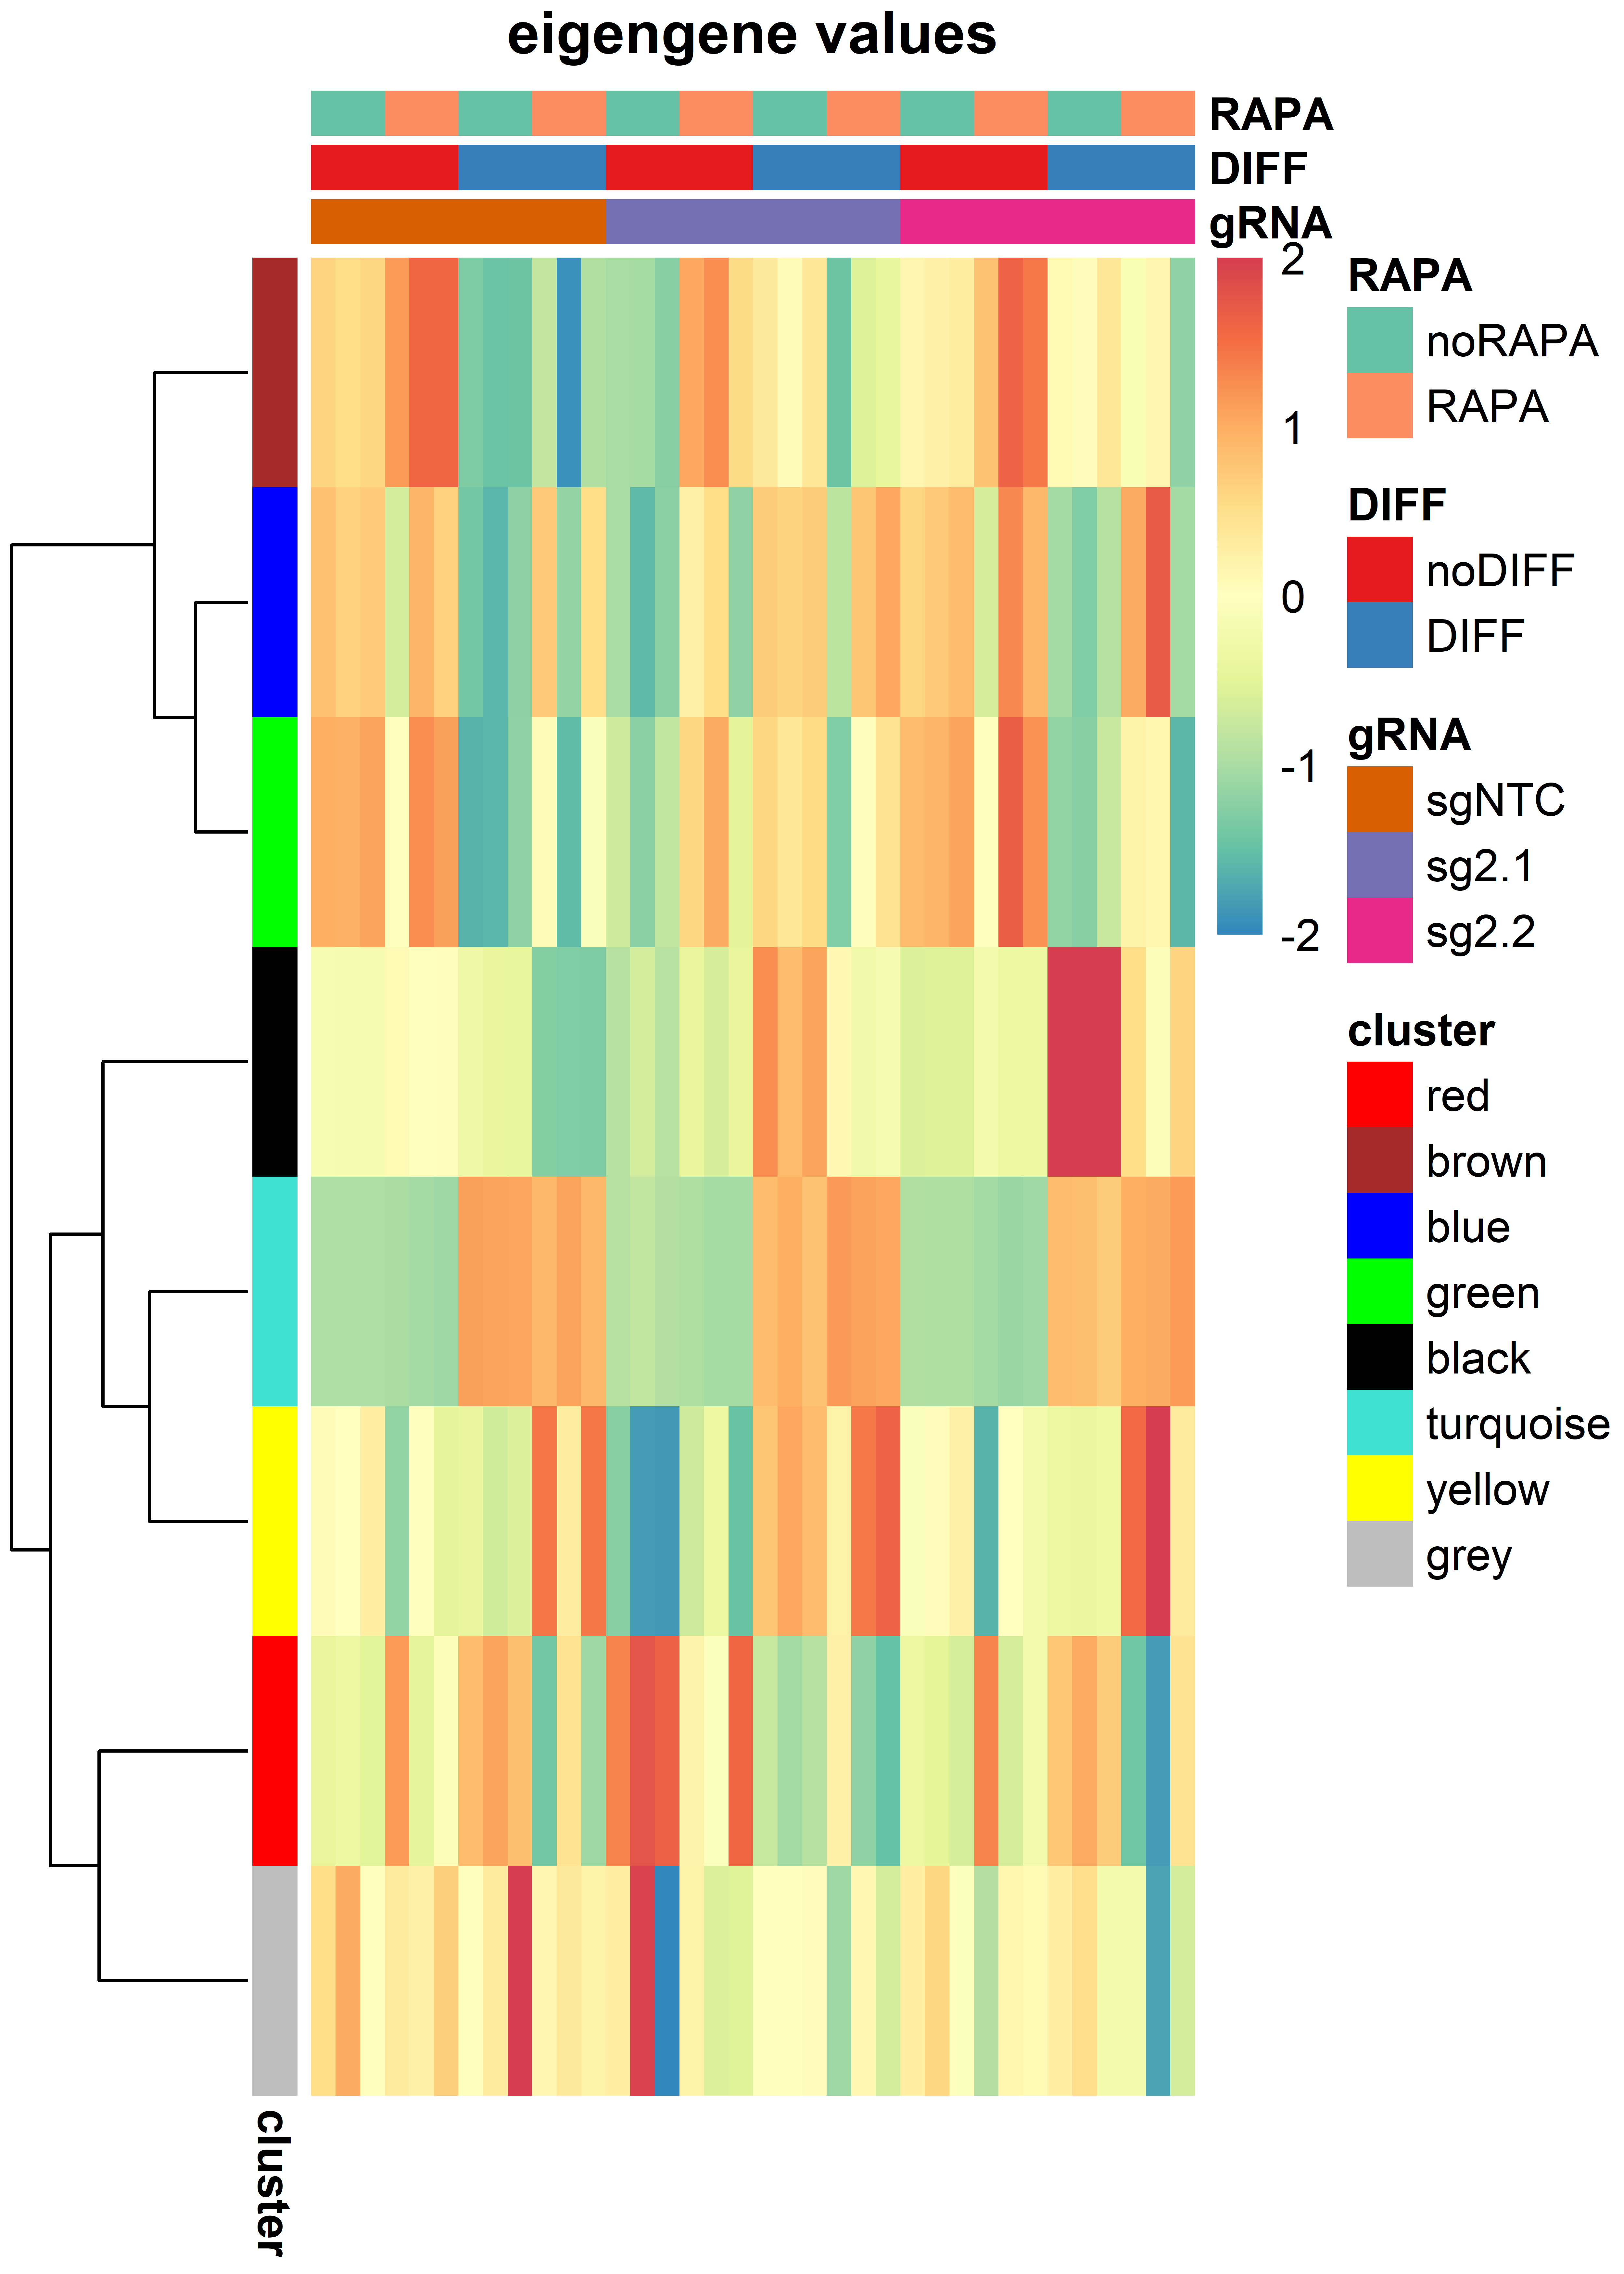 eigengene values
RAPA
DIFF
gRNA
2
1
0
-1
-2
RAPA
noRAPA
RAPA
DIFF
noDIFF
DIFF
gRNA
sgNTC
sg2.1
sg2.2
cluster
red
brown
blue
green
black
turquoise
yellow
grey
cluster